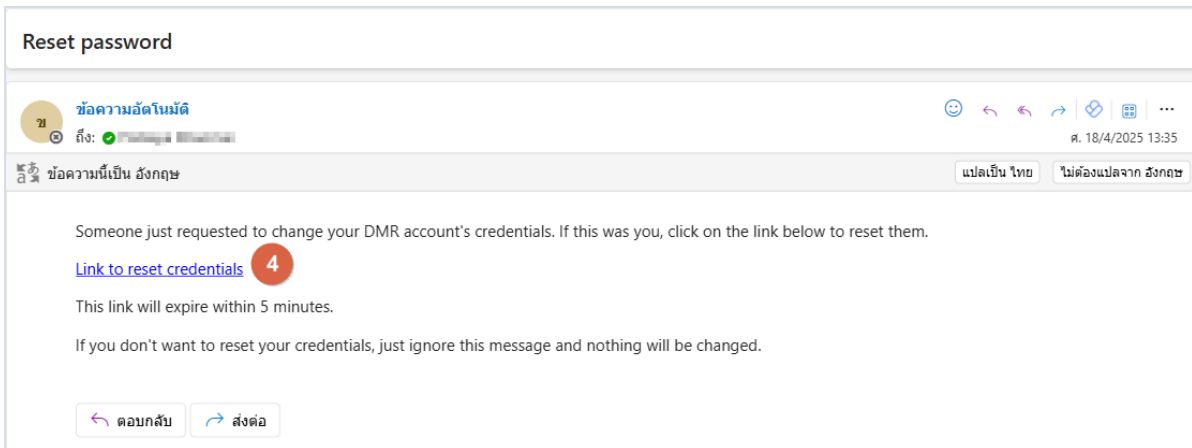 Reset password
ข
ข้อความอัตโนมัติ
ถึง:
ศ. 18/4/2025 13:35
ข้อความนี้เป็น อังกฤษ
แปลเป็น ไทย
ไม่ต้องแปลจาก อังกฤษ
Someone just requested to change your DMR account's credentials. If this was you, click on the link below to reset them.
Link to reset credentials 4
This link will expire within 5 minutes.
If you don't want to reset your credentials, just ignore this message and nothing will be changed.
ตอบกลับ ส่งต่อ